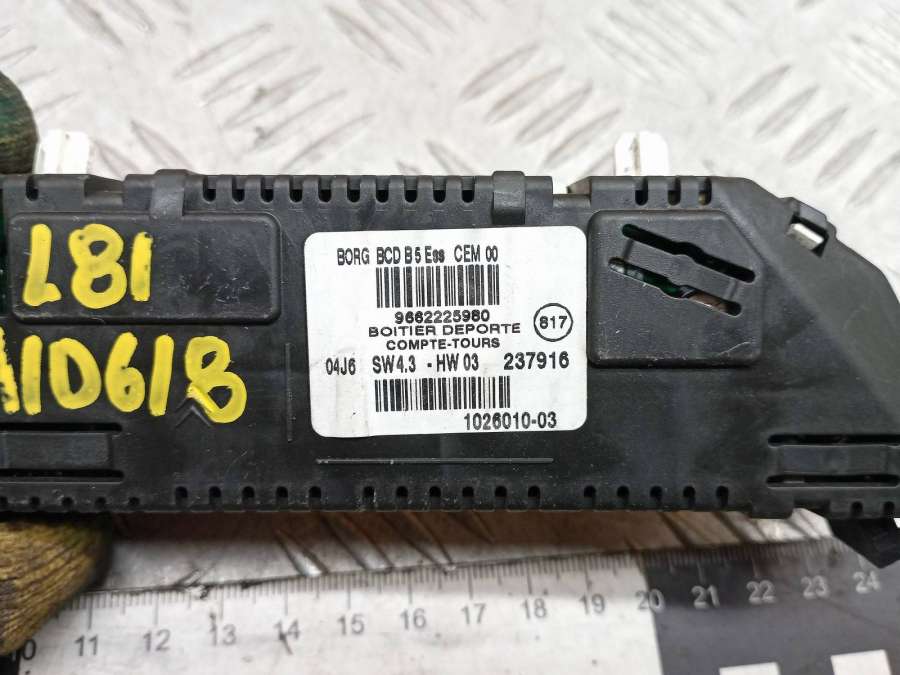 L81
A10618
BORG BCD B5 Ess CEM 00
9662225980
BOITIER DEPORTE
COMPTE-TOURS
817
04J6 SW4.3 - HW 03 237916
1026010-03
10 11 12 13 14 15 16 17 18 19 20 21 22 23 24